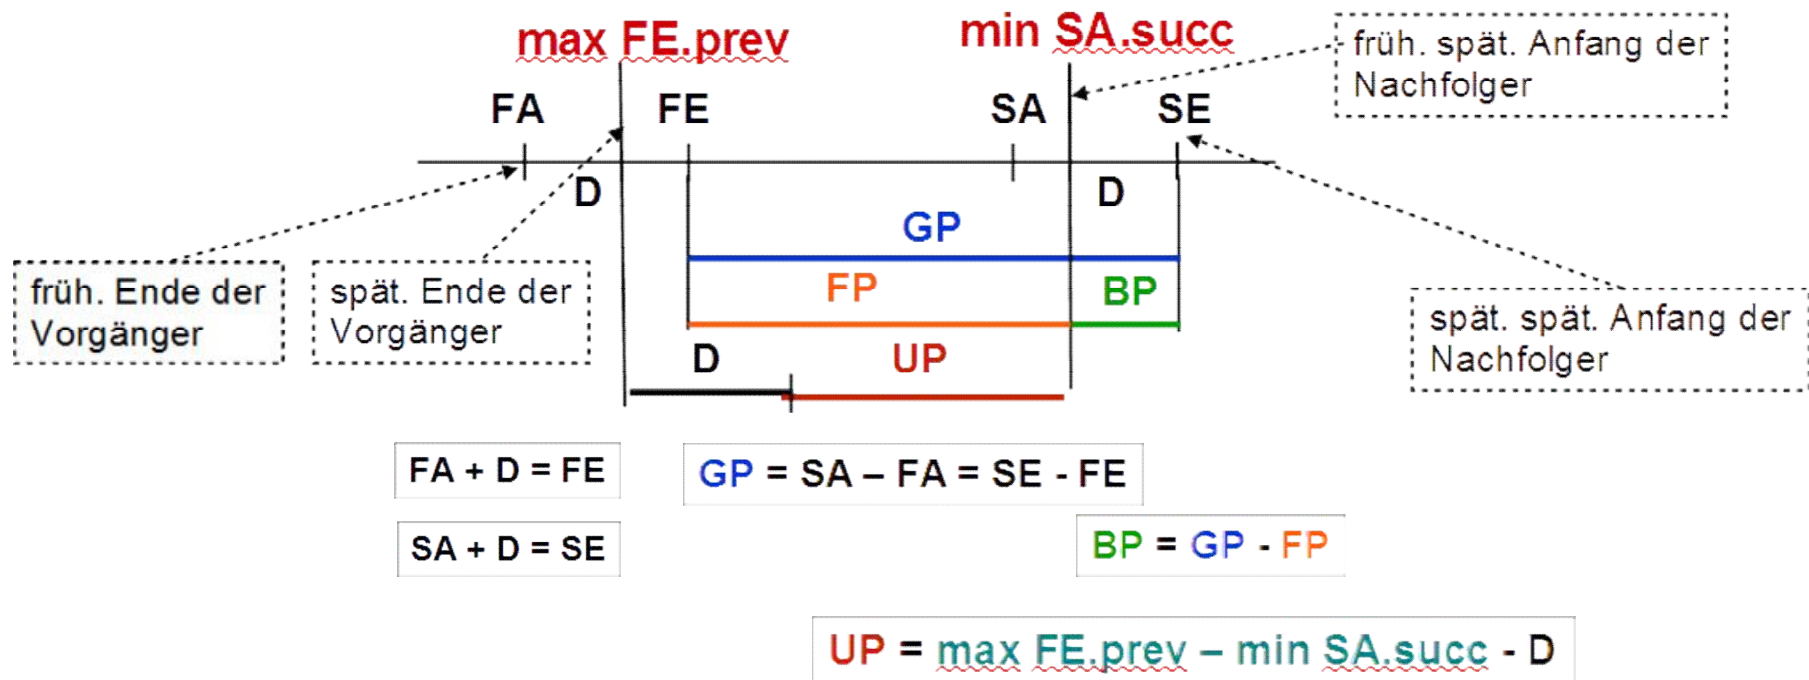 max FE.prev
min SA.succ
früh. spät. Anfang der
Nachfolger
FA
FE
SA
SE
D
D
GP
früh. Ende der
Vorgänger
spät. Ende der
Vorgänger
FP
BP
spät. spät. Anfang der
Nachfolger
D
UP
FA + D = FE
GP = SA – FA = SE - FE
SA + D = SE
BP = GP - FP
UP = max FE.prev – min SA.succ - D